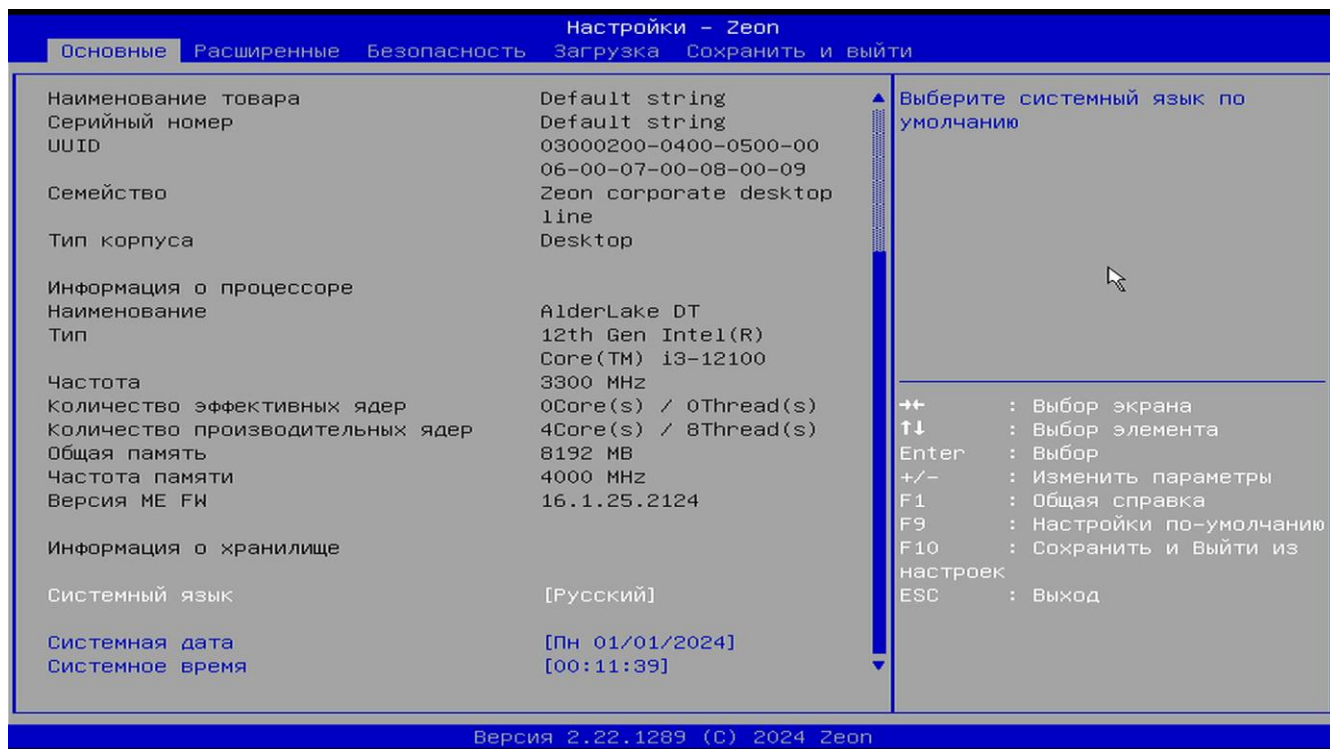 Настройки – Zeon
Основные Расширенные Безопасность Загрузка Сохранить и выйти
Наименование товара Default string
Серийный номер Default string
UUID 03000200-0400-0500-00
06-00-07-00-08-00-09
Семейство Zeon corporate desktop
line
Тип корпуса Desktop
Информация о процессоре
Наименование AlderLake DT
Тип 12th Gen Intel(R)
Core(TM) i3-12100
Частота 3300 MHz
Количество эффективных ядер 0Core(s) / 0Thread(s)
Количество производительных ядер 4Core(s) / 8Thread(s)
Общая память 8192 MB
Частота памяти 4000 MHz
Версия ME FW 16.1.25.2124
Информация о хранилище
Системный язык [Русский]
Системная дата [Пн 01/01/2024]
Системное время [00:11:39]
Выберите системный язык по
умолчанию
→← : Выбор экрана
↑↓ : Выбор элемента
Enter : Выбор
+/- : Изменить параметры
F1 : Общая справка
F9 : Настройки по-умолчанию
F10 : Сохранить и Выйти из
настроек
ESC : Выход
Версия 2.22.1289 (C) 2024 Zeon